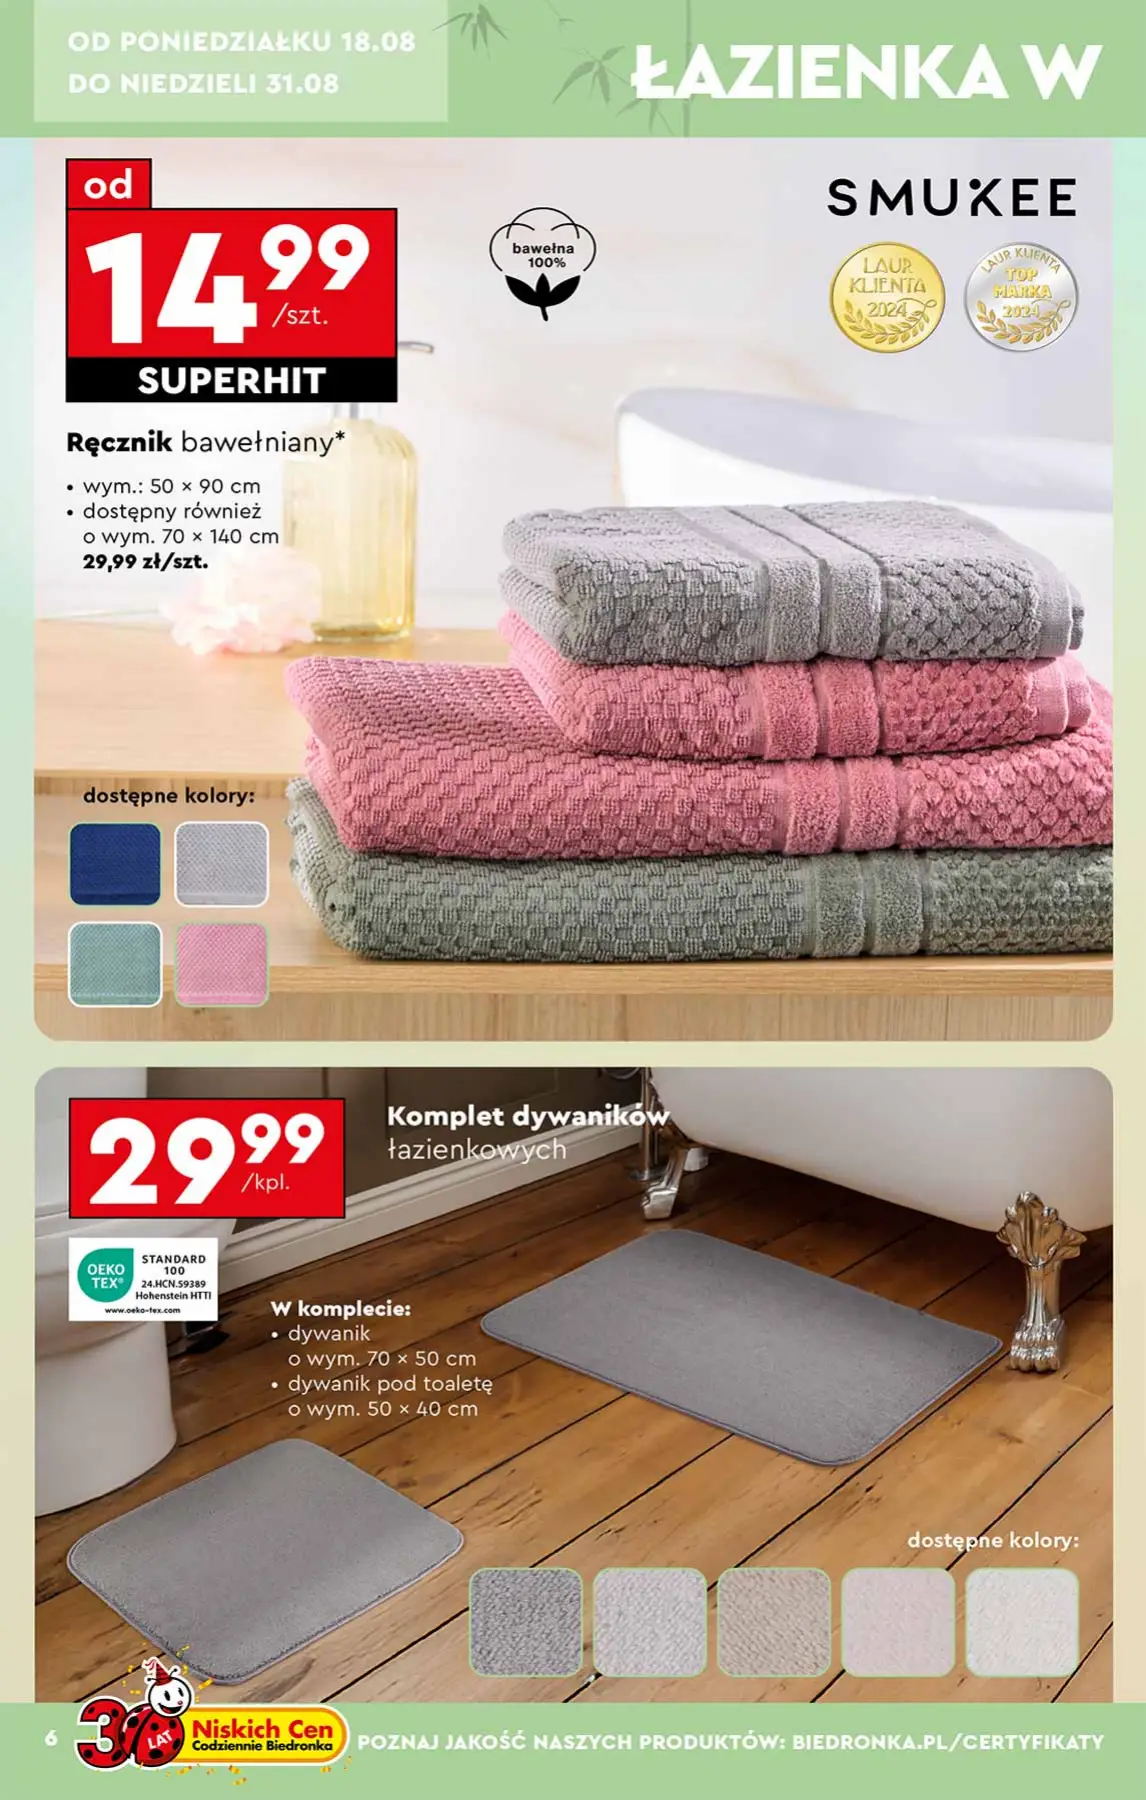 OD PONIEDZIAŁKU 18.08
DO NIEDZIELI 31.08
ŁAZIENKA W
od
14 99
/szt.
SUPERHIT
bawełna
100%
SMUKEE
LAUR
KLIENTA
2024
LAUR KLIENTA
TOP
MARKA
2024
Ręcznik bawełniany*
• wym.: 50 × 90 cm
• dostępny również
o wym. 70 × 140 cm
29,99 zł/szt.
dostępne kolory:
29 99
/kpl.
Komplet dywaników
łazienkowych
OEKO
TEX®
STANDARD
100
24.HCN.59389
Hohenstein HTTI
www.oeko-tex.com
W komplecie:
• dywanik
o wym. 70 × 50 cm
• dywanik pod toaletę
o wym. 50 × 40 cm
dostępne kolory:
6
30
LAT
Niskich Cen
Codziennie Biedronka
POZNAJ JAKOŚĆ NASZYCH PRODUKTÓW: BIEDRONKA.PL/CERTYFIKATY